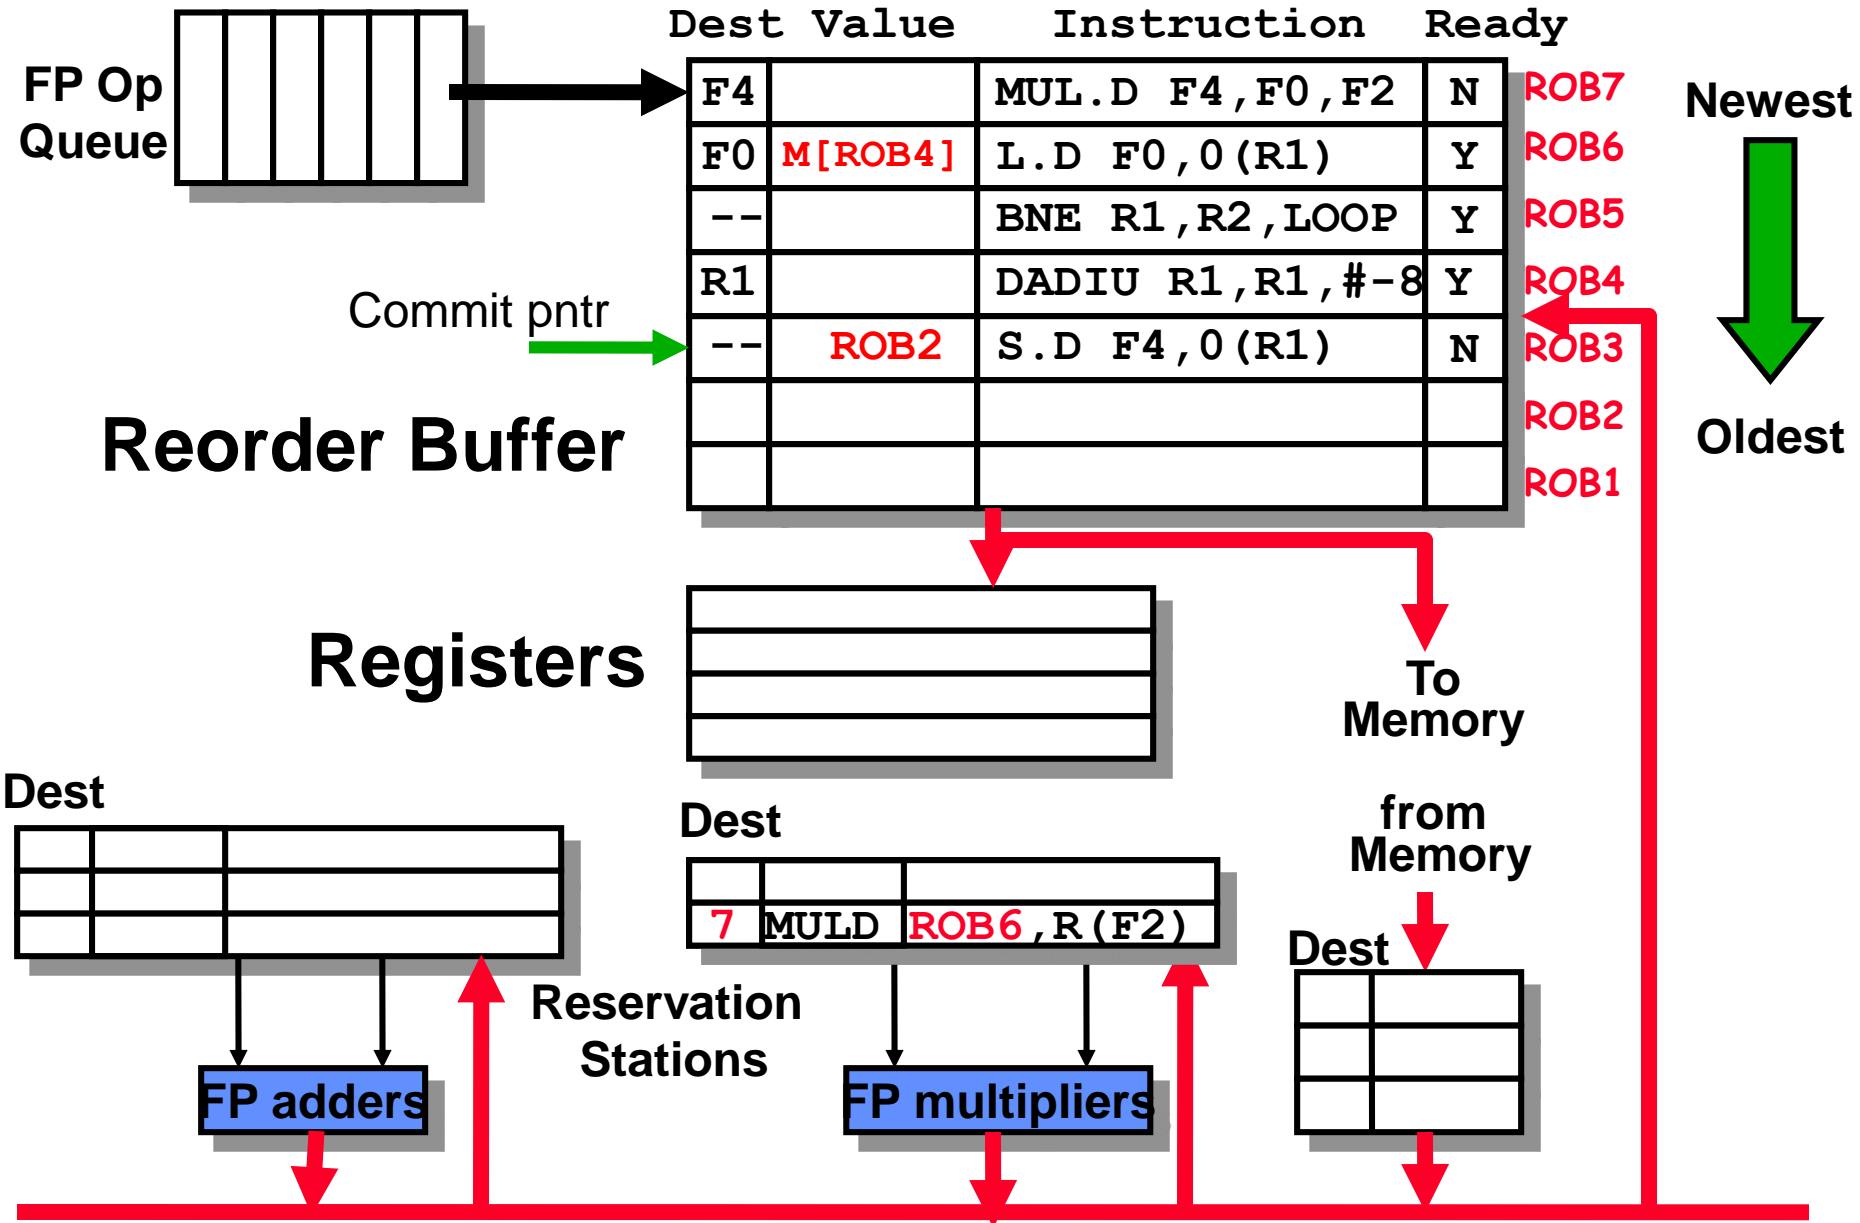 Dest Value Instruction Ready
FP Op
Queue
F4 MUL.D F4,F0,F2 N ROB7
F0 M[ROB4] L.D F0,0(R1) Y ROB6
-- BNE R1,R2,LOOP Y ROB5
R1 DADIU R1,R1,#-8 Y ROB4
-- ROB2 S.D F4,0(R1) N ROB3
ROB2
ROB1
Newest
Oldest
Commit pntr
Reorder Buffer
Registers
To
Memory
from
Memory
Dest
Dest
7 MULD ROB6,R(F2)
Dest
Reservation
Stations
FP adders
FP multipliers